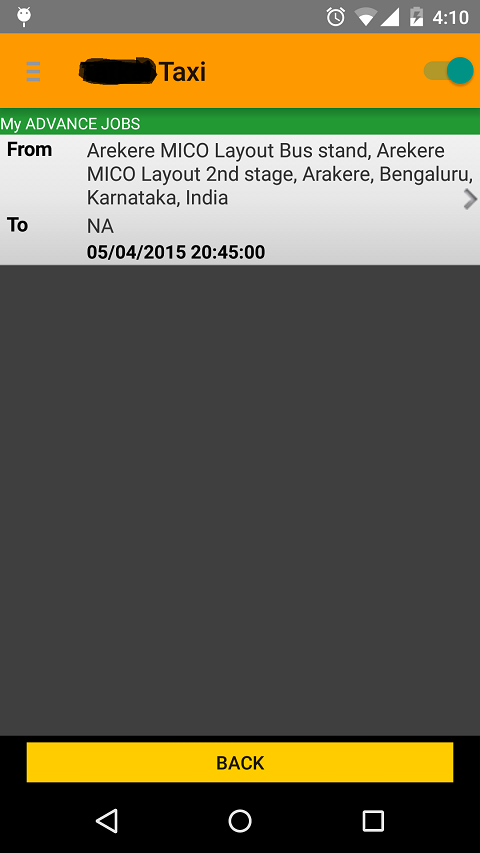 4:10
Taxi
My ADVANCE JOBS
From
Arekere MICO Layout Bus stand, Arekere
MICO Layout 2nd stage, Arakere, Bengaluru,
Karnataka, India
To
NA
05/04/2015 20:45:00
BACK